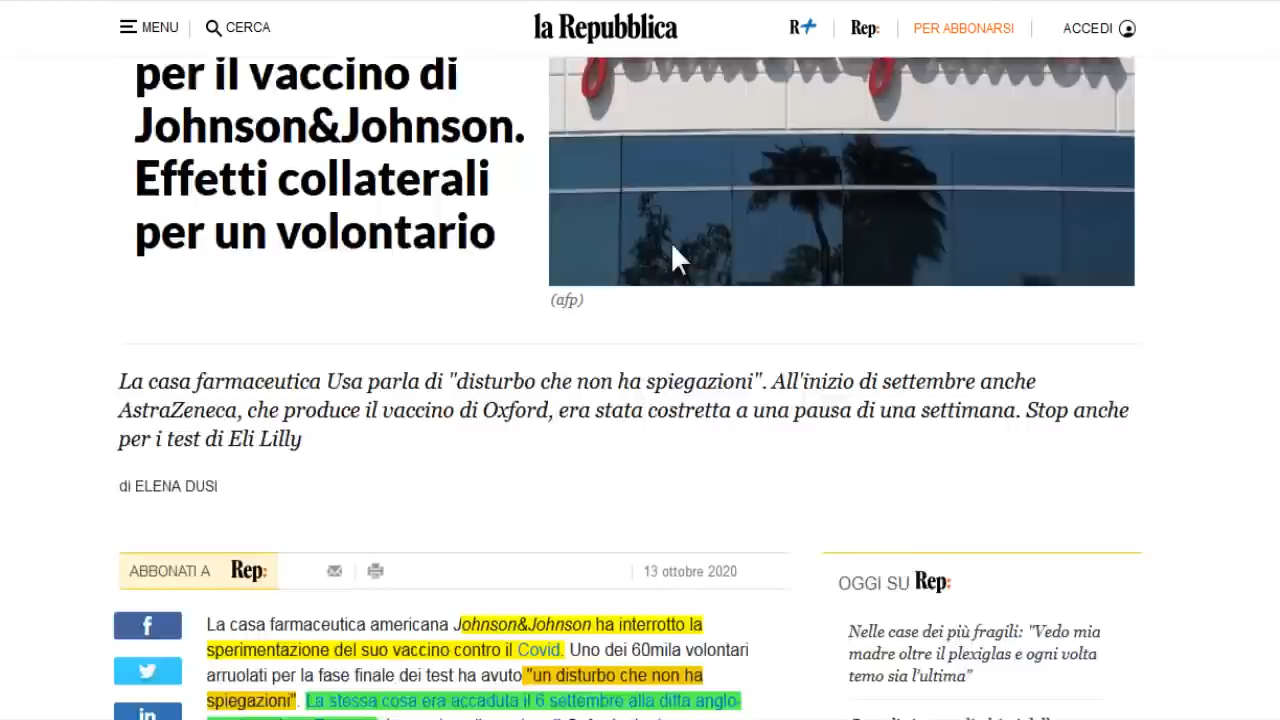 MENU
CERCA
la Repubblica
R+
Rep:
PER ABBONARSI
ACCEDI
per il vaccino di
Johnson&Johnson.
Effetti collaterali
per un volontario
(afp)
La casa farmaceutica Usa parla di "disturbo che non ha spiegazioni". All'inizio di settembre anche
AstraZeneca, che produce il vaccino di Oxford, era stata costretta a una pausa di una settimana. Stop anche
per i test di Eli Lilly
di ELENA DUSI
ABBONATI A Rep:
13 ottobre 2020
OGGI SU Rep:
La casa farmaceutica americana Johnson&Johnson ha interrotto la
sperimentazione del suo vaccino contro il Covid. Uno dei 60mila volontari
arruolati per la fase finale dei test ha avuto "un disturbo che non ha
spiegazioni". La stessa cosa era accaduta il 6 settembre alla ditta anglo-
f
in
Nelle case dei più fragili: "Vedo mia
madre oltre il plexiglas e ogni volta
temo sia l'ultima"